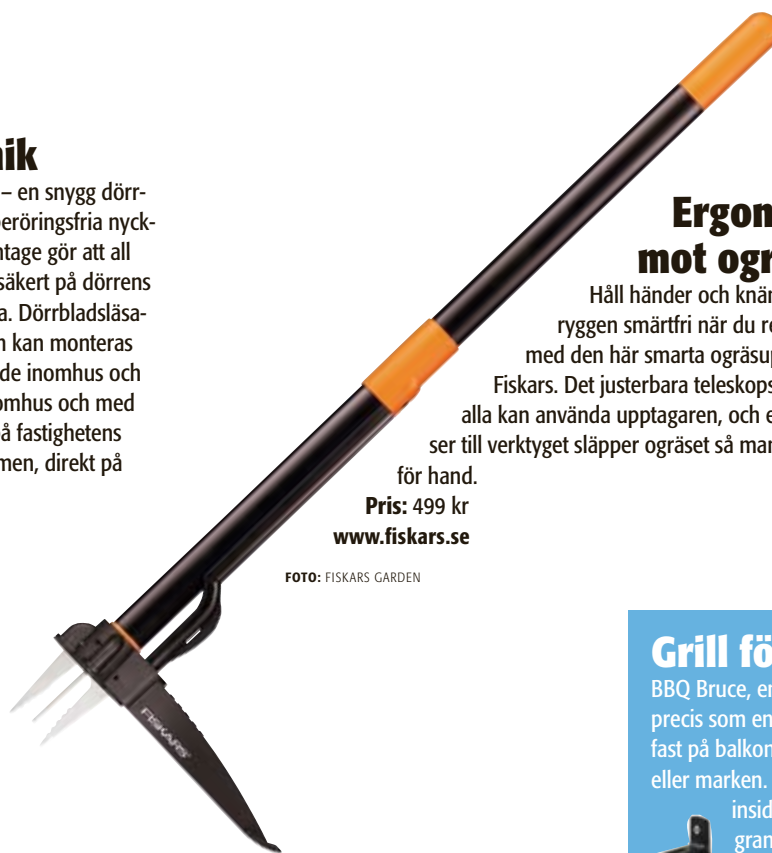 nik
– en snygg dörr-
beröringsfria nyck-
ntage gör att all
säkert på dörrens
a. Dörrbladsläsa-
n kan monteras
de inomhus och
omhus och med
å fastighetens
men, direkt på
Ergon
mot ogr
Håll händer och knän
ryggen smärtfri när du re
med den här smarta ogräsup
Fiskars. Det justerbara teleskops
alla kan använda upptagaren, och e
ser till verktyget släpper ogräset så man
för hand.
Pris: 499 kr
www.fiskars.se
FOTO: FISKARS GARDEN
FISKARS
Grill fö
BBQ Bruce, en
precis som en
fast på balkon
eller marken.
insid
gran